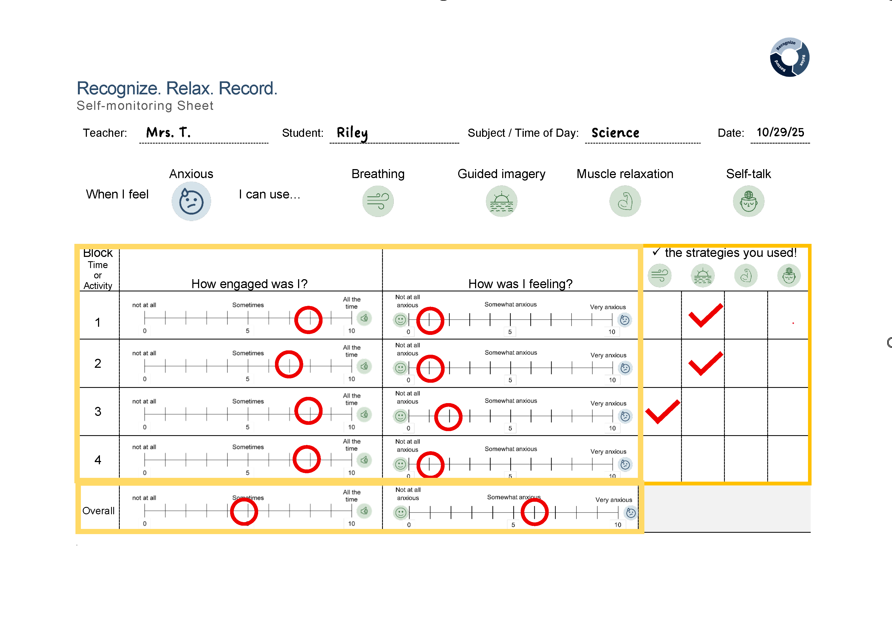 Recognize
Relax
Record
Recognize. Relax. Record.
Self-monitoring Sheet
Teacher: Mrs. T. Student: Riley Subject / Time of Day: Science Date: 10/29/25
Anxious Breathing Guided imagery Muscle relaxation Self-talk
When I feel I can use...
Block
Time
or
Activity
How engaged was I? How was I feeling? ✓ the strategies you used!
1
not at all Sometimes All the time
0 5 10
Not at all anxious Somewhat anxious Very anxious
0 5 10
2
not at all Sometimes All the time
0 5 10
Not at all anxious Somewhat anxious Very anxious
0 5 10
3
not at all Sometimes All the time
0 5 10
Not at all anxious Somewhat anxious Very anxious
0 5 10
4
not at all Sometimes All the time
0 5 10
Not at all anxious Somewhat anxious Very anxious
0 5 10
Overall
not at all Sometimes All the time
0 5 10
Not at all anxious Somewhat anxious Very anxious
0 5 10